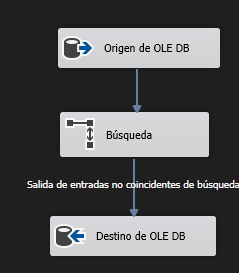 Origen de OLE DB
Búsqueda
Salida de entradas no coincidentes de búsqueda
Destino de OLE DB